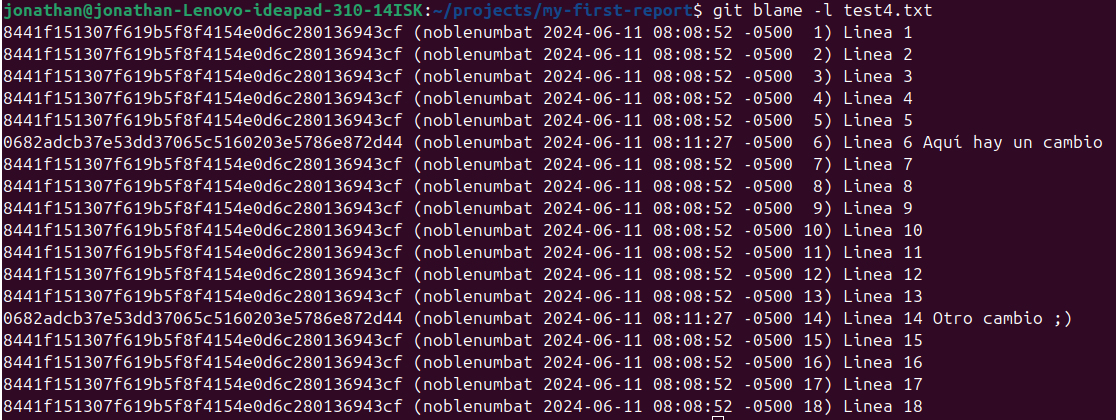 jonathan@jonathan-Lenovo-ideapad-310-14ISK:~/projects/my-first-report$ git blame -l test4.txt
8441f151307f619b5f8f4154e0d6c280136943cf (noblenumbat 2024-06-11 08:08:52 -0500  1) Linea 1
8441f151307f619b5f8f4154e0d6c280136943cf (noblenumbat 2024-06-11 08:08:52 -0500  2) Linea 2
8441f151307f619b5f8f4154e0d6c280136943cf (noblenumbat 2024-06-11 08:08:52 -0500  3) Linea 3
8441f151307f619b5f8f4154e0d6c280136943cf (noblenumbat 2024-06-11 08:08:52 -0500  4) Linea 4
8441f151307f619b5f8f4154e0d6c280136943cf (noblenumbat 2024-06-11 08:08:52 -0500  5) Linea 5
0682adcb37e53dd37065c5160203e5786e872d44 (noblenumbat 2024-06-11 08:11:27 -0500  6) Linea 6 Aquí hay un cambio
8441f151307f619b5f8f4154e0d6c280136943cf (noblenumbat 2024-06-11 08:08:52 -0500  7) Linea 7
8441f151307f619b5f8f4154e0d6c280136943cf (noblenumbat 2024-06-11 08:08:52 -0500  8) Linea 8
8441f151307f619b5f8f4154e0d6c280136943cf (noblenumbat 2024-06-11 08:08:52 -0500  9) Linea 9
8441f151307f619b5f8f4154e0d6c280136943cf (noblenumbat 2024-06-11 08:08:52 -0500 10) Linea 10
8441f151307f619b5f8f4154e0d6c280136943cf (noblenumbat 2024-06-11 08:08:52 -0500 11) Linea 11
8441f151307f619b5f8f4154e0d6c280136943cf (noblenumbat 2024-06-11 08:08:52 -0500 12) Linea 12
8441f151307f619b5f8f4154e0d6c280136943cf (noblenumbat 2024-06-11 08:08:52 -0500 13) Linea 13
0682adcb37e53dd37065c5160203e5786e872d44 (noblenumbat 2024-06-11 08:11:27 -0500 14) Linea 14 Otro cambio ;)
8441f151307f619b5f8f4154e0d6c280136943cf (noblenumbat 2024-06-11 08:08:52 -0500 15) Linea 15
8441f151307f619b5f8f4154e0d6c280136943cf (noblenumbat 2024-06-11 08:08:52 -0500 16) Linea 16
8441f151307f619b5f8f4154e0d6c280136943cf (noblenumbat 2024-06-11 08:08:52 -0500 17) Linea 17
8441f151307f619b5f8f4154e0d6c280136943cf (noblenumbat 2024-06-11 08:08:52 -0500 18) Linea 18